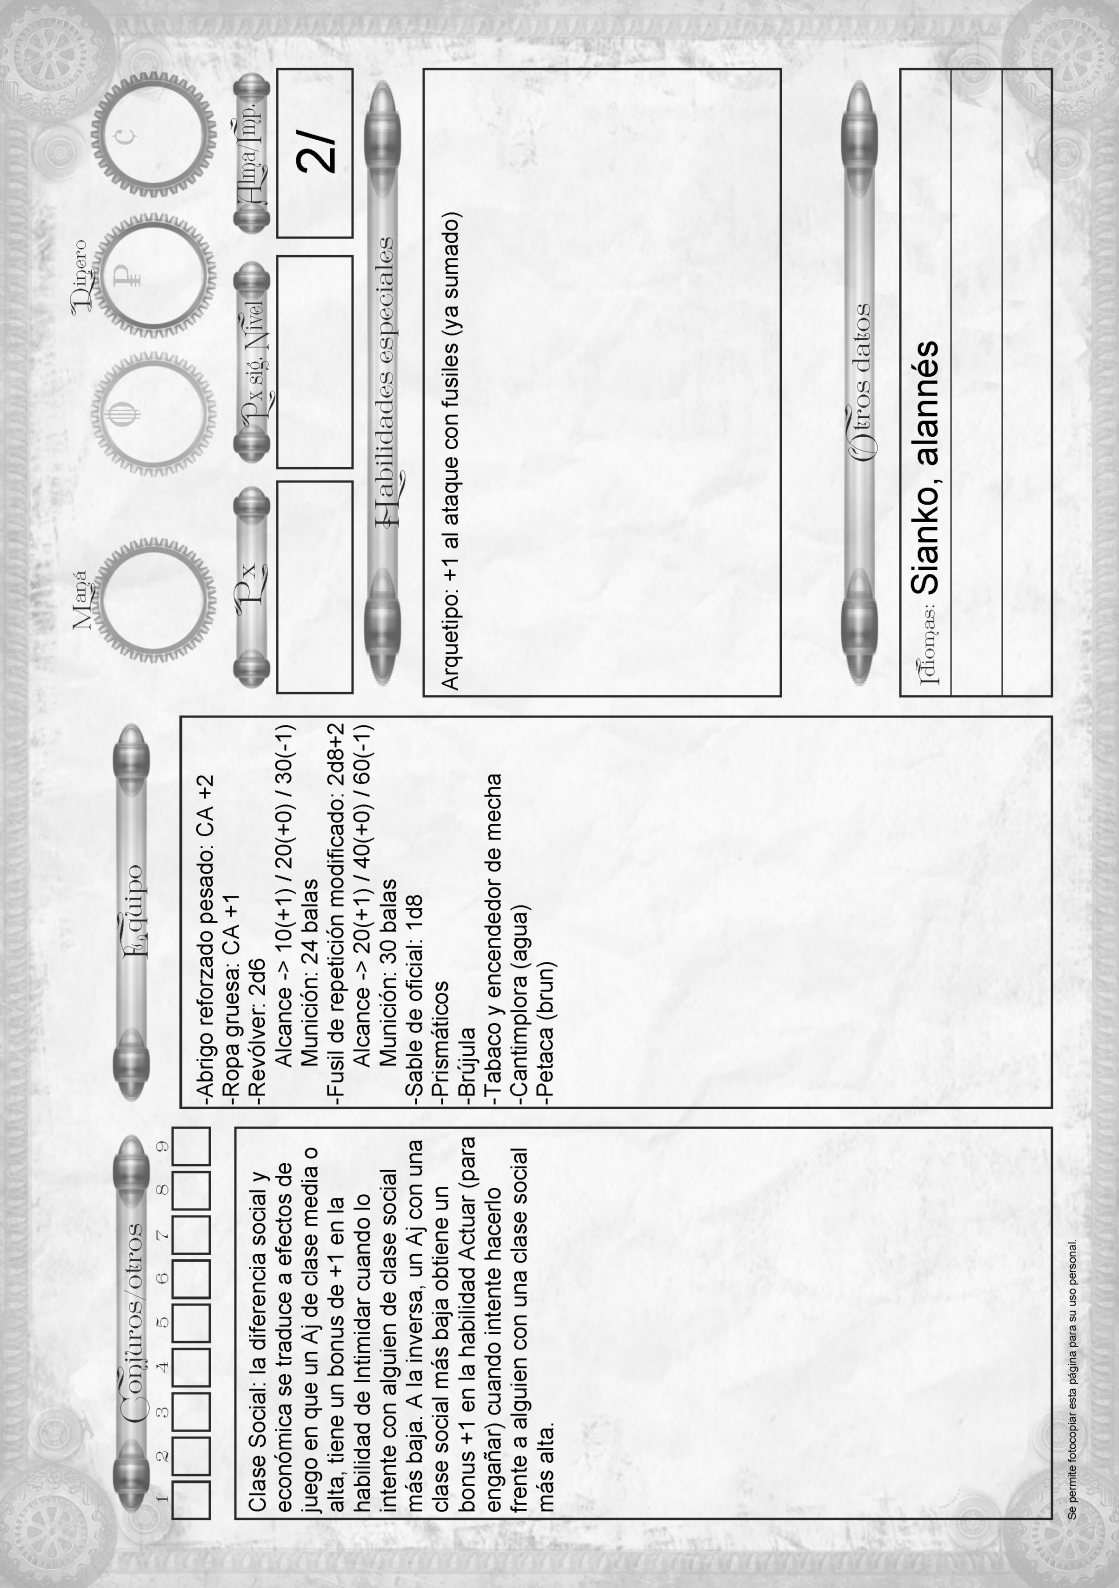 Conjuros/otros
1 2 3 4 5 6 7 8 9
Clase Social: la diferencia social y
económica se traduce a efectos de
juego en que un Aj de clase media o
alta, tiene un bonus de +1 en la
habilidad de Intimidar cuando lo
intente con alguien de clase social
más baja. A la inversa, un Aj con una
clase social más baja obtiene un
bonus +1 en la habilidad Actuar (para
engañar) cuando intente hacerlo
frente a alguien con una clase social
más alta.
Equipo
-Abrigo reforzado pesado: CA +2
-Ropa gruesa: CA +1
-Revólver: 2d6
Alcance -> 10(+1) / 20(+0) / 30(-1)
Munición: 24 balas
-Fusil de repetición modificado: 2d8+2
Alcance -> 20(+1) / 40(+0) / 60(-1)
Munición: 30 balas
-Sable de oficial: 1d8
-Prismáticos
-Brújula
-Tabaco y encendedor de mecha
-Cantimplora (agua)
-Petaca (brun)
Maná
Dinero
₵
Px
Px sig. Nivel
Alma/Imp.
2/
Habilidades especiales
Arquetipo: +1 al ataque con fusiles (ya sumado)
Otros datos
Idiomas: Sianko, alannés
Se permite fotocopiar esta página para su uso personal.